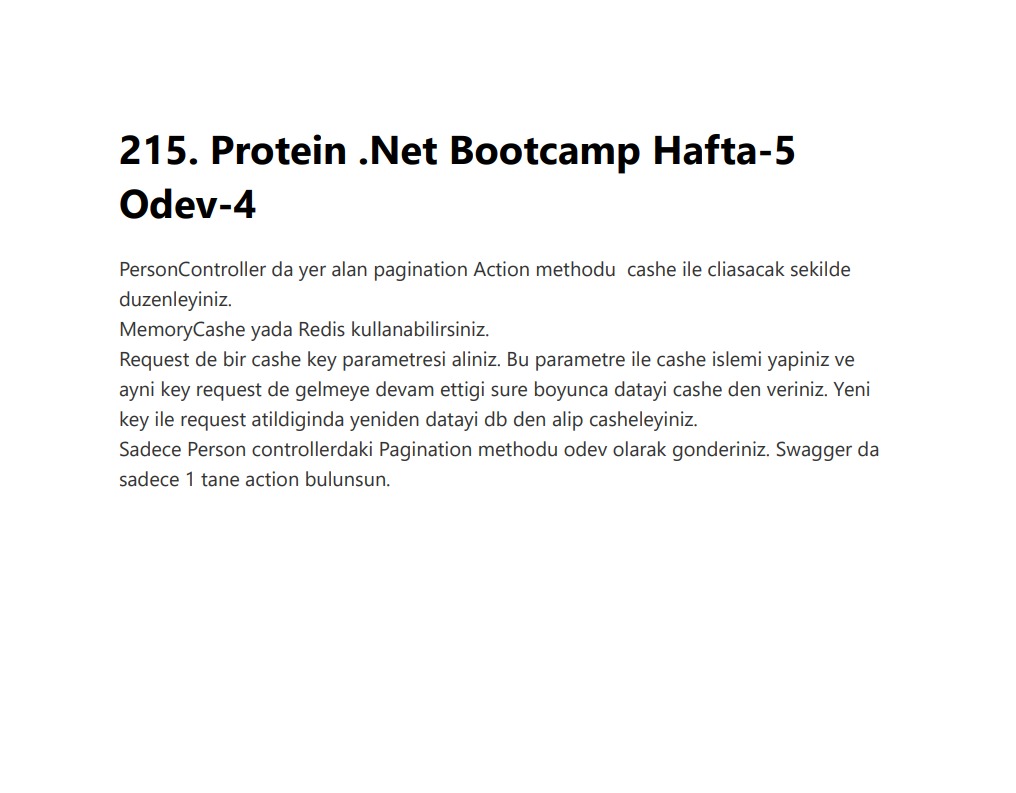 215. Protein .Net Bootcamp Hafta-5
Odev-4
PersonController da yer alan pagination Action methodu  cashe ile cliasacak sekilde
duzenleyiniz.
MemoryCashe yada Redis kullanabilirsiniz.
Request de bir cashe key parametresi aliniz. Bu parametre ile cashe islemi yapiniz ve
ayni key request de gelmeye devam ettigi sure boyunca datayi cashe den veriniz. Yeni
key ile request atildiginda yeniden datayi db den alip casheleyiniz.
Sadece Person controllerdaki Pagination methodu odev olarak gonderiniz. Swagger da
sadece 1 tane action bulunsun.